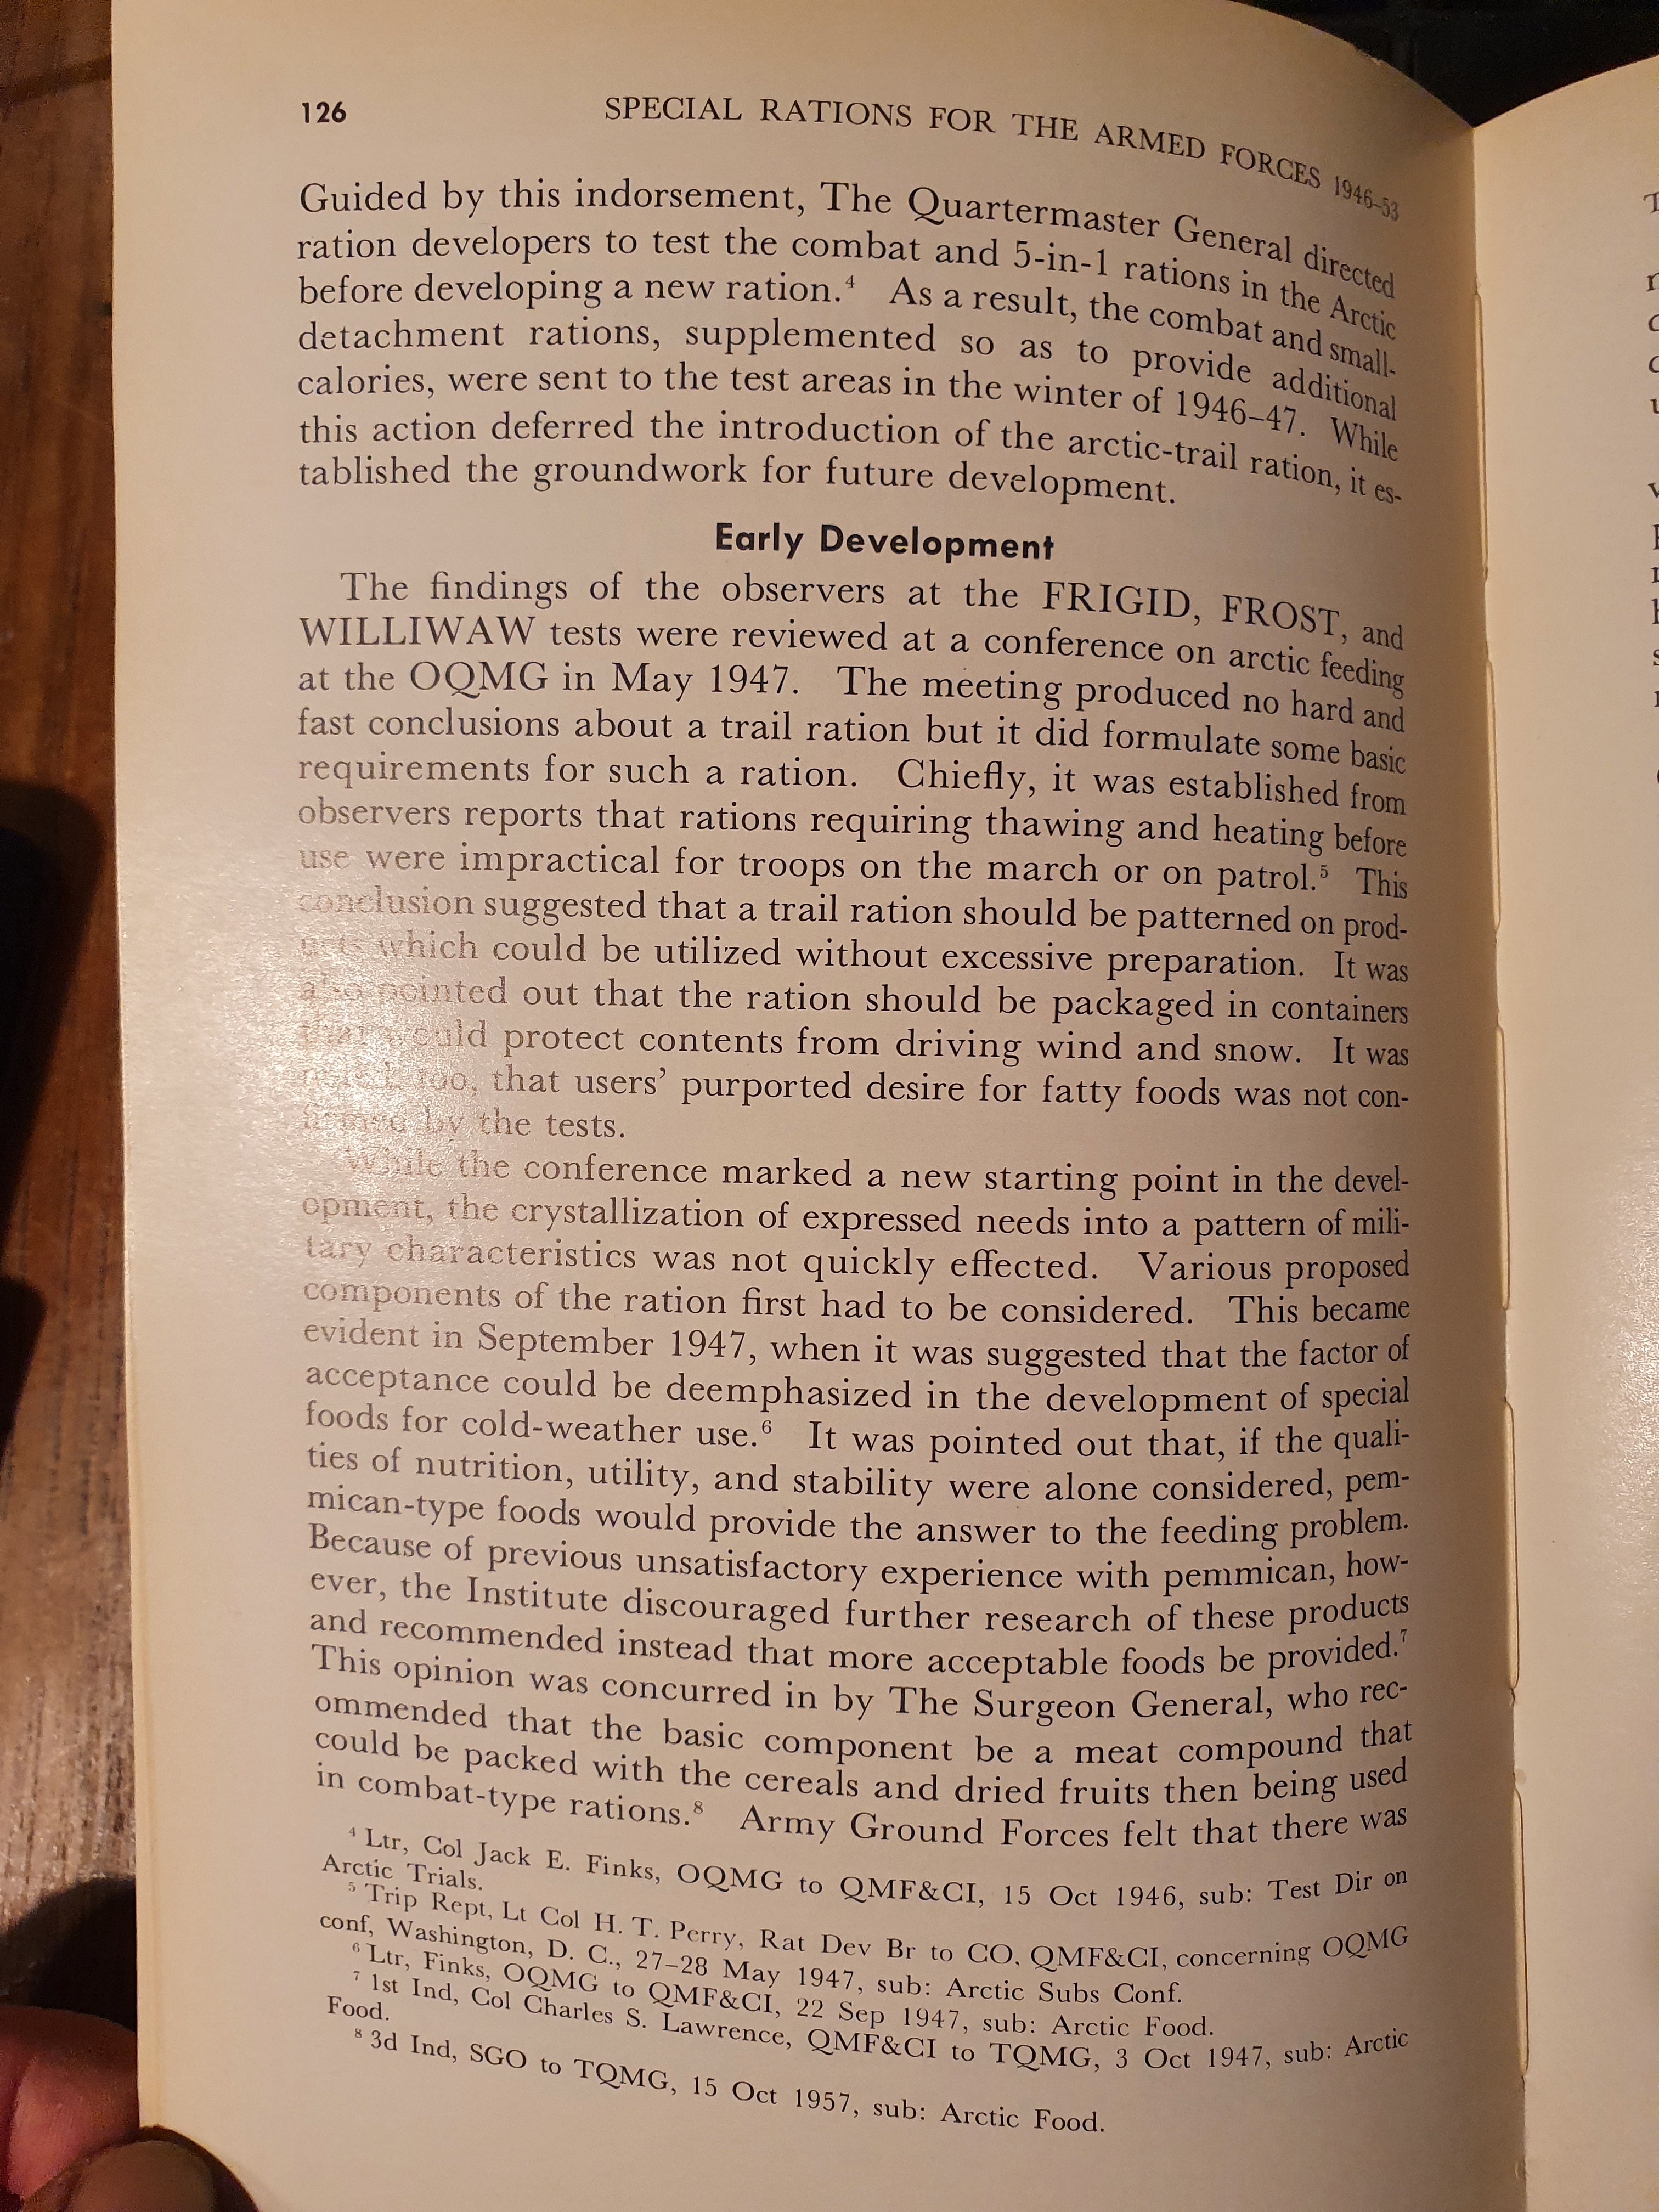 126 SPECIAL RATIONS FOR THE ARMED FORCES 1946–53
Guided by this indorsement, The Quartermaster General directed
ration developers to test the combat and 5-in-1 rations in the Arctic
before developing a new ration.⁴ As a result, the combat and small-
detachment rations, supplemented so as to provide additional
calories, were sent to the test areas in the winter of 1946–47. While
this action deferred the introduction of the arctic-trail ration, it es-
tablished the groundwork for future development.
Early Development
The findings of the observers at the FRIGID, FROST, and
WILLIWAW tests were reviewed at a conference on arctic feeding
at the OQMG in May 1947. The meeting produced no hard and
fast conclusions about a trail ration but it did formulate some basic
requirements for such a ration. Chiefly, it was established from
observers reports that rations requiring thawing and heating before
use were impractical for troops on the march or on patrol.⁵ This
conclusion suggested that a trail ration should be patterned on prod-
ucts which could be utilized without excessive preparation. It was
also pointed out that the ration should be packaged in containers
that would protect contents from driving wind and snow. It was
too, that users’ purported desire for fatty foods was not con-
firmed by the tests.
While the conference marked a new starting point in the devel-
opment, the crystallization of expressed needs into a pattern of mili-
tary characteristics was not quickly effected. Various proposed
components of the ration first had to be considered. This became
evident in September 1947, when it was suggested that the factor of
acceptance could be deemphasized in the development of special
foods for cold-weather use.⁶ It was pointed out that, if the quali-
ties of nutrition, utility, and stability were alone considered, pem-
mican-type foods would provide the answer to the feeding problem.
Because of previous unsatisfactory experience with pemmican, how-
ever, the Institute discouraged further research of these products
and recommended instead that more acceptable foods be provided.⁷
This opinion was concurred in by The Surgeon General, who rec-
ommended that the basic component be a meat compound that
could be packed with the cereals and dried fruits then being used
in combat-type rations.⁸ Army Ground Forces felt that there was
⁴ Ltr, Col Jack E. Finks, OQMG to QMF&CI, 15 Oct 1946, sub: Test Dir on
Arctic Trials.
⁵ Trip Rept, Lt Col H. T. Perry, Rat Dev Br to CO, QMF&CI, concerning OQMG
conf, Washington, D. C., 27–28 May 1947, sub: Arctic Subs Conf.
⁶ Ltr, Finks, OQMG to QMF&CI, 22 Sep 1947, sub: Arctic Food.
⁷ 1st Ind, Col Charles S. Lawrence, QMF&CI to TQMG, 3 Oct 1947, sub: Arctic
Food.
⁸ 3d Ind, SGO to TQMG, 15 Oct 1957, sub: Arctic Food.